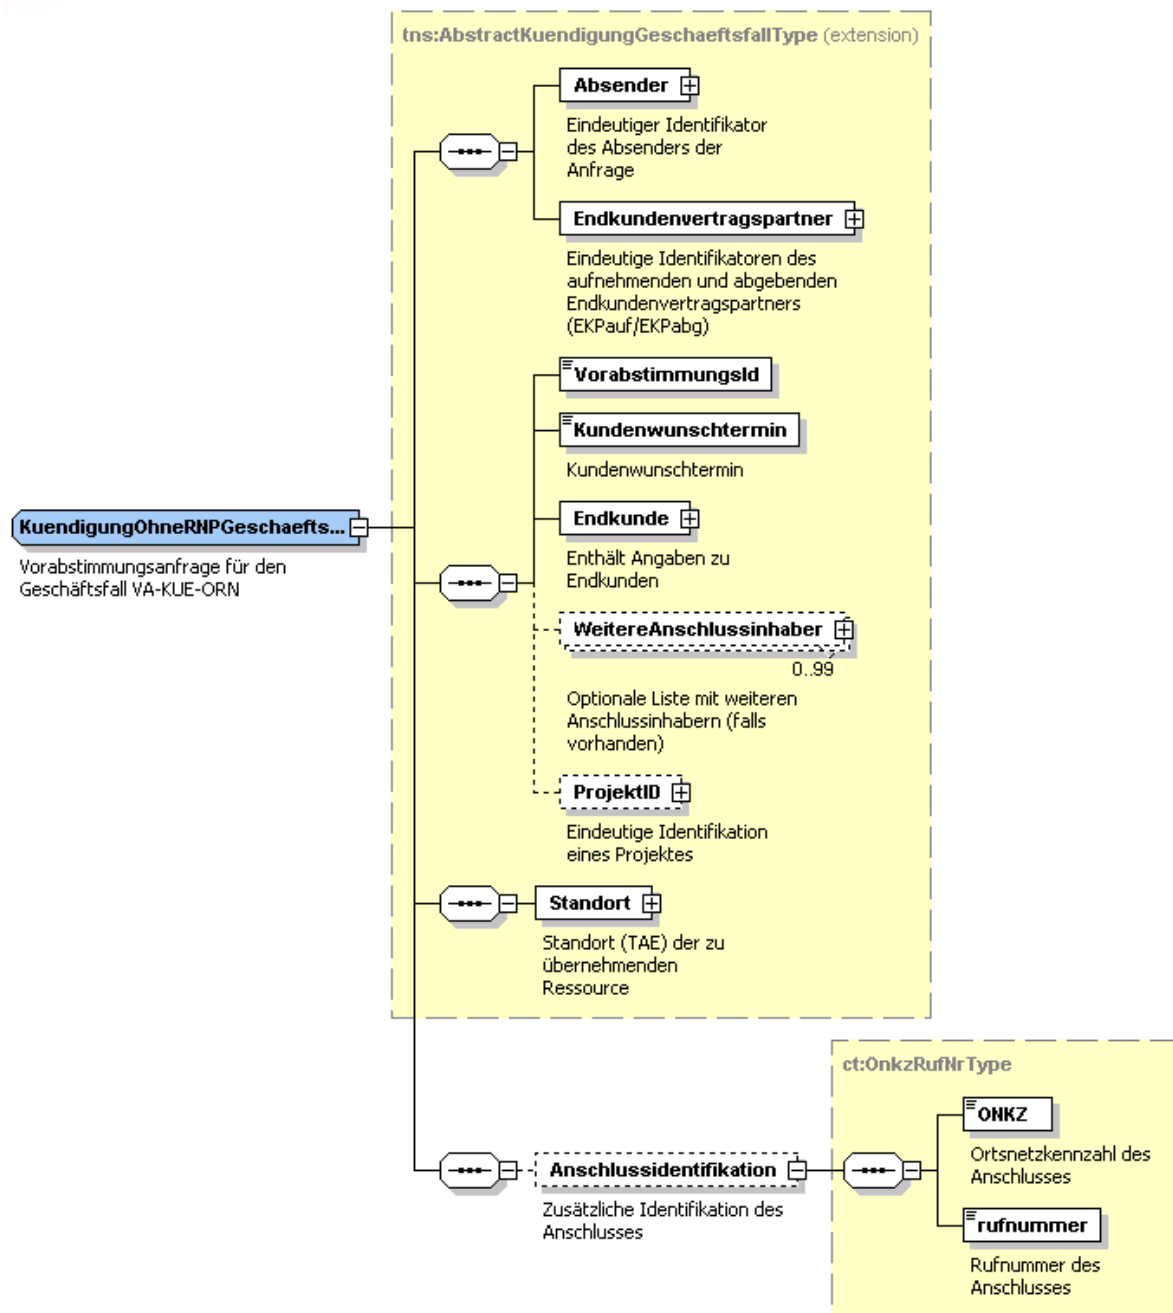 tns:AbstractKuendigungGeschaeftsfallType (extension)
Absender
Eindeutiger Identifikator
des Absenders der
Anfrage
Endkundenvertragspartner
Eindeutige Identifikatoren des
aufnehmenden und abgebenden
Endkundenvertragspartners
(EKPauf/EKPabg)
VorabstimmungsId
Kundenwunschtermin
Kundenwunschtermin
KuendigungOhneRNPGeschaefts...
Vorabstimmungsanfrage für den
Geschäftsfall VA-KUE-ORN
Endkunde
Enthält Angaben zu
Endkunden
WeitereAnschlussinhaber
0..99
Optionale Liste mit weiteren
Anschlussinhabern (falls
vorhanden)
ProjektID
Eindeutige Identifikation
eines Projektes
Standort
Standort (TAE) der zu
übernehmenden
Ressource
ct:OnkzRufNrType
ONKZ
Ortsnetzkennzahl des
Anschlusses
Anschlussidentifikation
Zusätzliche Identifikation des
Anschlusses
rufnummer
Rufnummer des
Anschlusses